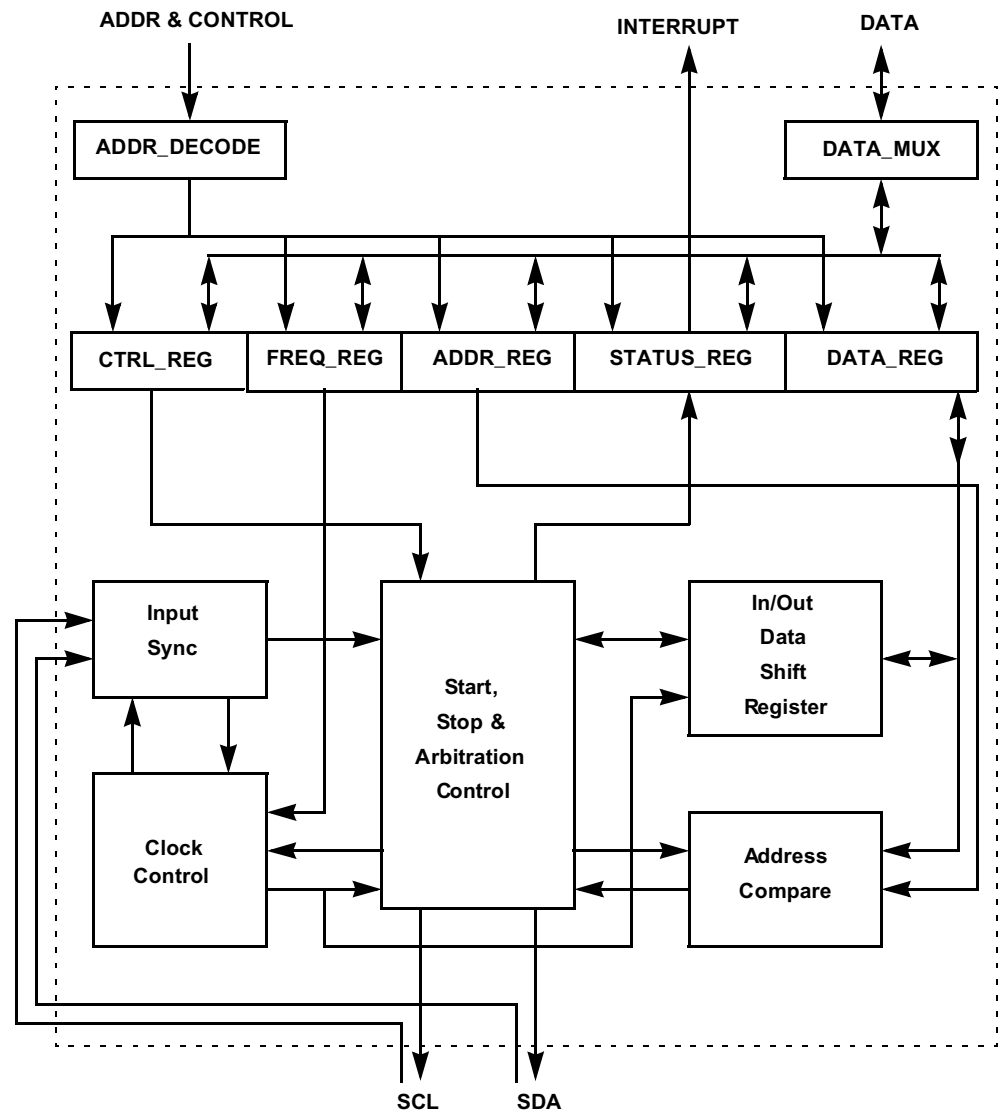 ADDR & CONTROL
INTERRUPT
DATA
ADDR_DECODE
DATA_MUX
CTRL_REG
FREQ_REG
ADDR_REG
STATUS_REG
DATA_REG
Input
Sync
Start,
Stop &
Arbitration
Control
In/Out
Data
Shift
Register
Clock
Control
Address
Compare
SCL
SDA